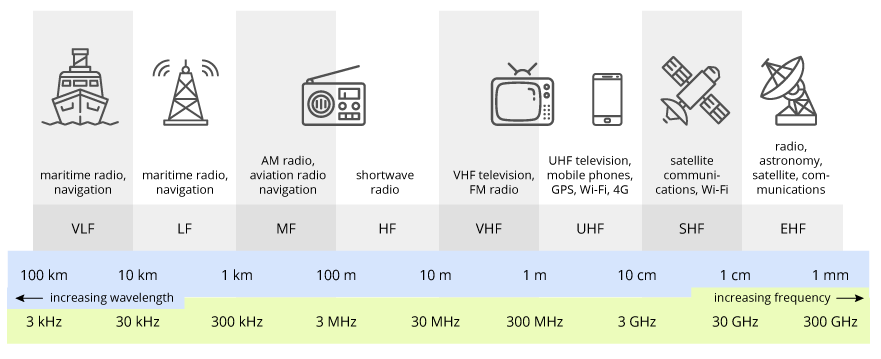 maritime radio,
navigation
maritime radio,
navigation
AM radio,
aviation radio
navigation
shortwave
radio
VHF television,
FM radio
UHF television,
mobile phones,
GPS, Wi-Fi, 4G
satellite
communi-
cations, Wi-Fi
radio,
astronomy,
satellite, com-
munications
VLF LF MF HF VHF UHF SHF EHF
100 km 10 km 1 km 100 m 10 m 1 m 10 cm 1 cm 1 mm
increasing wavelength increasing frequency
3 kHz 30 kHz 300 kHz 3 MHz 30 MHz 300 MHz 3 GHz 30 GHz 300 GHz